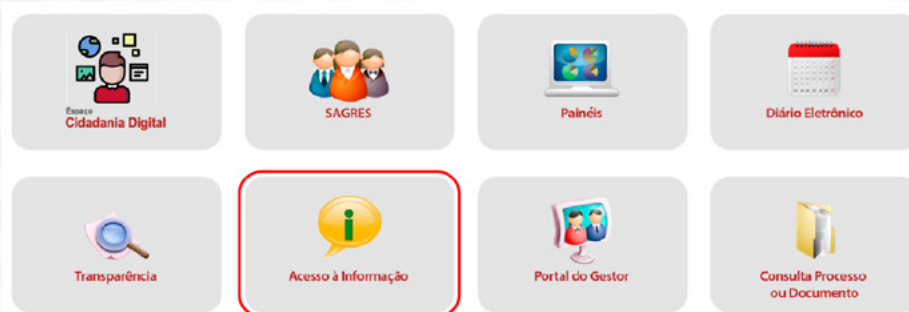 Espaço
Cidadania Digital
SAGRES
Painéis
Diário Eletrônico
Transparência
i
Acesso à Informação
Portal do Gestor
Consulta Processo
ou Documento